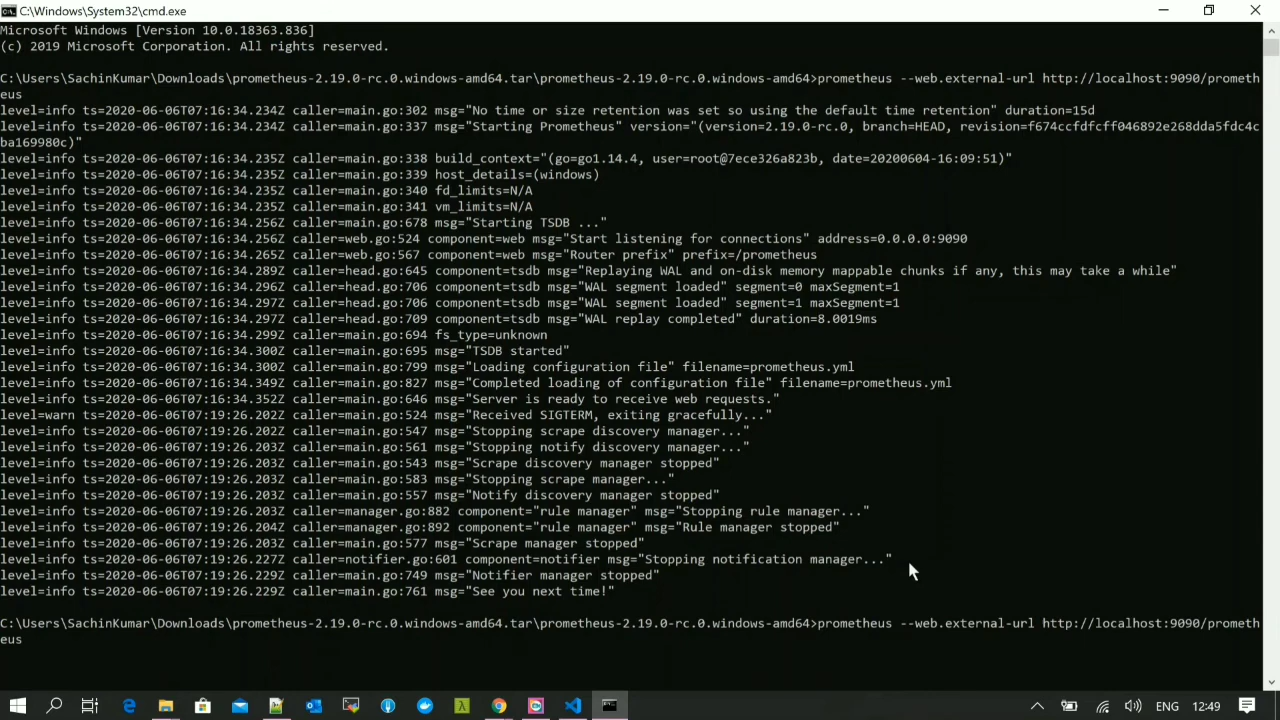 C:\Windows\System32\cmd.exe
Microsoft Windows [Version 10.0.18363.836]
(c) 2019 Microsoft Corporation. All rights reserved.
C:\Users\SachinKumar\Downloads\prometheus-2.19.0-rc.0.windows-amd64.tar\prometheus-2.19.0-rc.0.windows-amd64>prometheus --web.external-url http://localhost:9090/prometh
eus
level=info ts=2020-06-06T07:16:34.234Z caller=main.go:302 msg="No time or size retention was set so using the default time retention" duration=15d
level=info ts=2020-06-06T07:16:34.234Z caller=main.go:337 msg="Starting Prometheus" version="(version=2.19.0-rc.0, branch=HEAD, revision=f674ccfdfcff046892e268dda5fdc4c
ba169980c)"
level=info ts=2020-06-06T07:16:34.235Z caller=main.go:338 build_context="(go=go1.14.4, user=root@7ece326a823b, date=20200604-16:09:51)"
level=info ts=2020-06-06T07:16:34.235Z caller=main.go:339 host_details=(windows)
level=info ts=2020-06-06T07:16:34.235Z caller=main.go:340 fd_limits=N/A
level=info ts=2020-06-06T07:16:34.235Z caller=main.go:341 vm_limits=N/A
level=info ts=2020-06-06T07:16:34.256Z caller=main.go:678 msg="Starting TSDB ..."
level=info ts=2020-06-06T07:16:34.256Z caller=web.go:524 component=web msg="Start listening for connections" address=0.0.0.0:9090
level=info ts=2020-06-06T07:16:34.265Z caller=web.go:567 component=web msg="Router prefix" prefix=/prometheus
level=info ts=2020-06-06T07:16:34.289Z caller=head.go:645 component=tsdb msg="Replaying WAL and on-disk memory mappable chunks if any, this may take a while"
level=info ts=2020-06-06T07:16:34.296Z caller=head.go:706 component=tsdb msg="WAL segment loaded" segment=0 maxSegment=1
level=info ts=2020-06-06T07:16:34.297Z caller=head.go:706 component=tsdb msg="WAL segment loaded" segment=1 maxSegment=1
level=info ts=2020-06-06T07:16:34.297Z caller=head.go:709 component=tsdb msg="WAL replay completed" duration=8.0019ms
level=info ts=2020-06-06T07:16:34.299Z caller=main.go:694 fs_type=unknown
level=info ts=2020-06-06T07:16:34.300Z caller=main.go:695 msg="TSDB started"
level=info ts=2020-06-06T07:16:34.300Z caller=main.go:799 msg="Loading configuration file" filename=prometheus.yml
level=info ts=2020-06-06T07:16:34.349Z caller=main.go:827 msg="Completed loading of configuration file" filename=prometheus.yml
level=info ts=2020-06-06T07:16:34.352Z caller=main.go:646 msg="Server is ready to receive web requests."
level=warn ts=2020-06-06T07:19:26.202Z caller=main.go:524 msg="Received SIGTERM, exiting gracefully..."
level=info ts=2020-06-06T07:19:26.202Z caller=main.go:547 msg="Stopping scrape discovery manager..."
level=info ts=2020-06-06T07:19:26.202Z caller=main.go:561 msg="Stopping notify discovery manager..."
level=info ts=2020-06-06T07:19:26.203Z caller=main.go:543 msg="Scrape discovery manager stopped"
level=info ts=2020-06-06T07:19:26.203Z caller=main.go:583 msg="Stopping scrape manager..."
level=info ts=2020-06-06T07:19:26.203Z caller=main.go:557 msg="Notify discovery manager stopped"
level=info ts=2020-06-06T07:19:26.203Z caller=manager.go:882 component="rule manager" msg="Stopping rule manager..."
level=info ts=2020-06-06T07:19:26.204Z caller=manager.go:892 component="rule manager" msg="Rule manager stopped"
level=info ts=2020-06-06T07:19:26.203Z caller=main.go:577 msg="Scrape manager stopped"
level=info ts=2020-06-06T07:19:26.227Z caller=notifier.go:601 component=notifier msg="Stopping notification manager..."
level=info ts=2020-06-06T07:19:26.229Z caller=main.go:749 msg="Notifier manager stopped"
level=info ts=2020-06-06T07:19:26.229Z caller=main.go:761 msg="See you next time!"
C:\Users\SachinKumar\Downloads\prometheus-2.19.0-rc.0.windows-amd64.tar\prometheus-2.19.0-rc.0.windows-amd64>prometheus --web.external-url http://localhost:9090/prometh
eus
ENG 12:49